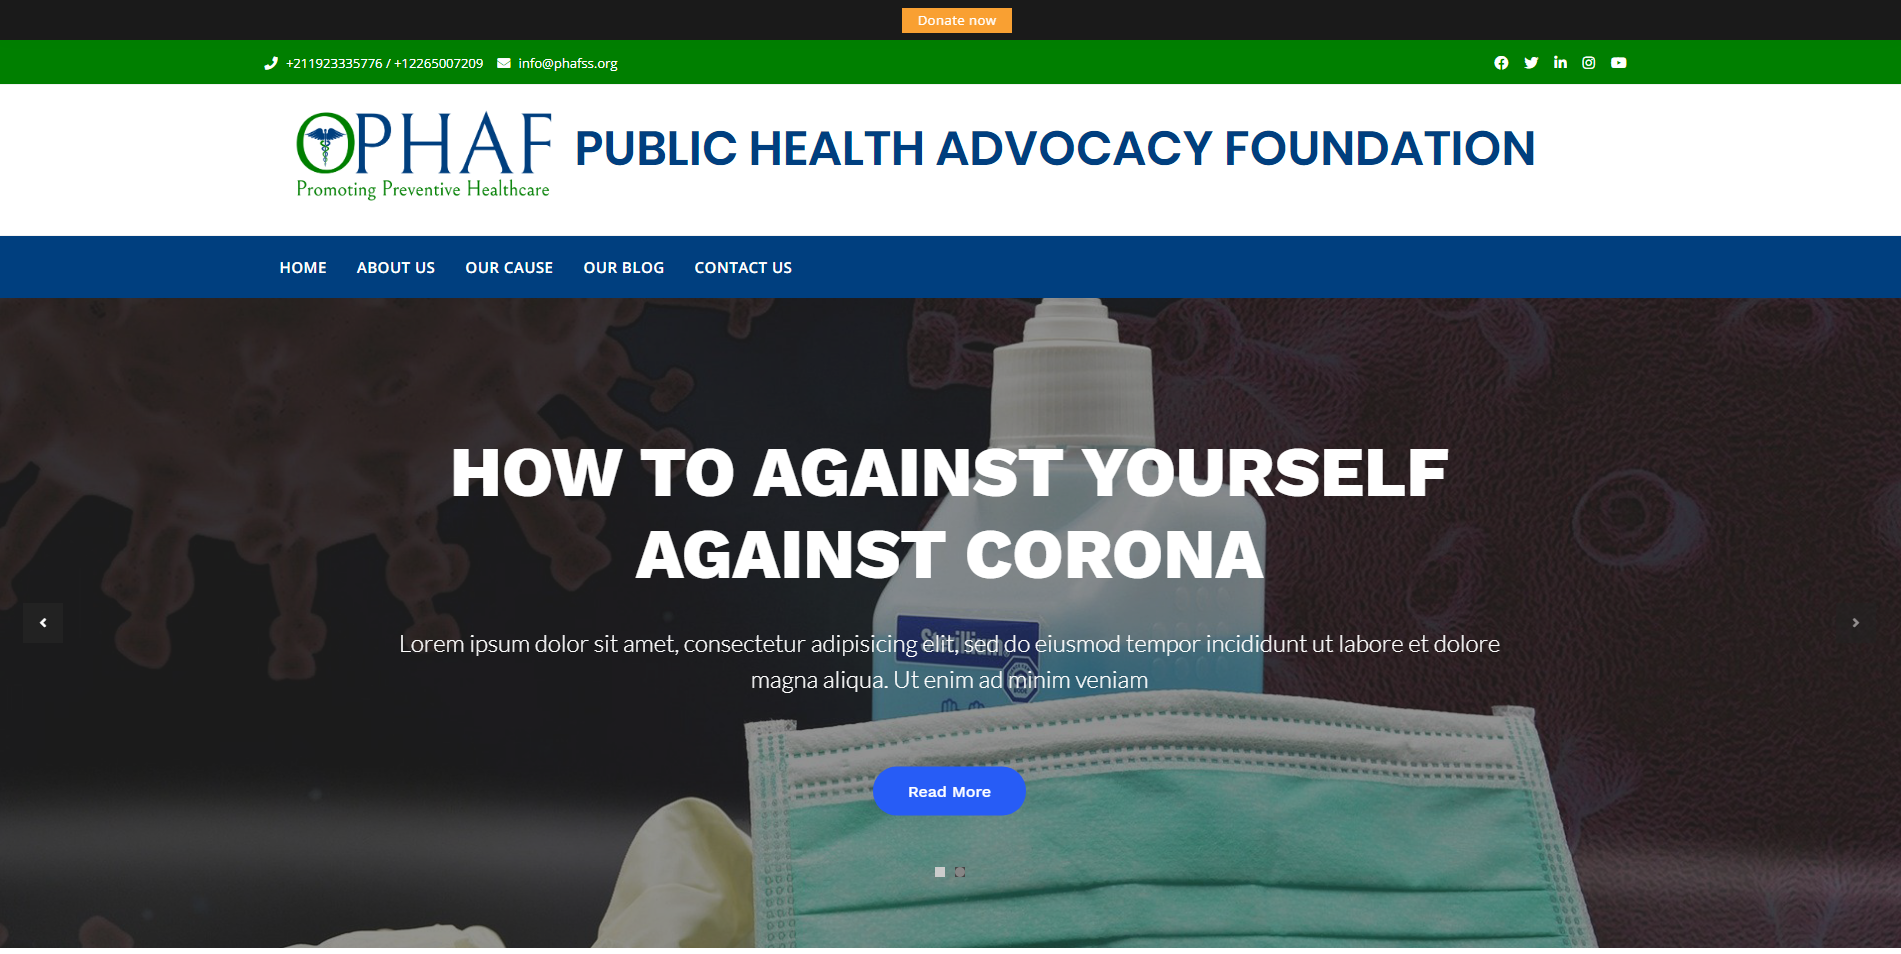 Donate now
+211923335776 / +12265007209 info@phafss.org
OPHAF
Promoting Preventive Healthcare
PUBLIC HEALTH ADVOCACY FOUNDATION
HOME ABOUT US OUR CAUSE OUR BLOG CONTACT US
HOW TO AGAINST YOURSELF
AGAINST CORONA
Sterillium
Lorem ipsum dolor sit amet, consectetur adipisicing elit, sed do eiusmod tempor incididunt ut labore et dolore
magna aliqua. Ut enim ad minim veniam
Read More